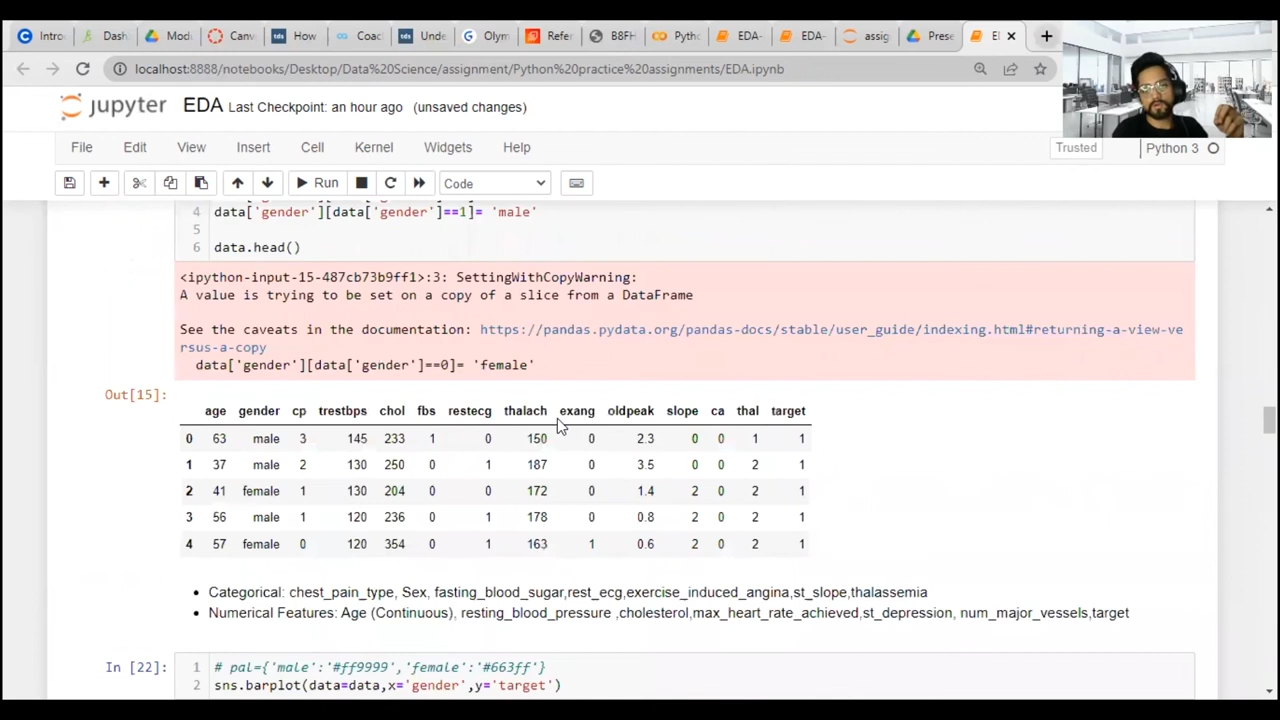 Intro
Dash
Mod
Canv
How
Coac
Unde
Olym
Refer
B8FH
Pytho
EDA-
EDA-
assig
Prese
El
localhost:8888/notebooks/Desktop/Data%20Science/assignment/Python%20practice%20assignments/EDA.ipynb
jupyter EDA Last Checkpoint: an hour ago (unsaved changes)
File Edit View Insert Cell Kernel Widgets Help Trusted Python 3
Run Code
4 data['gender'][data['gender']==1]= 'male'
5
6 data.head()
<ipython-input-15-487cb73b9ff1>:3: SettingWithCopyWarning:
A value is trying to be set on a copy of a slice from a DataFrame
See the caveats in the documentation: https://pandas.pydata.org/pandas-docs/stable/user_guide/indexing.html#returning-a-view-ve
rsus-a-copy
data['gender'][data['gender']==0]= 'female'
Out[15]:
age gender cp trestbps chol fbs restecg thalach exang oldpeak slope ca thal target
0 63 male 3 145 233 1 0 150 0 2.3 0 0 1 1
1 37 male 2 130 250 0 1 187 0 3.5 0 0 2 1
2 41 female 1 130 204 0 0 172 0 1.4 2 0 2 1
3 56 male 1 120 236 0 1 178 0 0.8 2 0 2 1
4 57 female 0 120 354 0 1 163 1 0.6 2 0 2 1
• Categorical: chest_pain_type, Sex, fasting_blood_sugar,rest_ecg,exercise_induced_angina,st_slope,thalassemia
• Numerical Features: Age (Continuous), resting_blood_pressure ,cholesterol,max_heart_rate_achieved,st_depression, num_major_vessels,target
In [22]: 1 # pal={'male':'#ff9999','female':'#663ff'}
2 sns.barplot(data=data,x='gender',y='target')